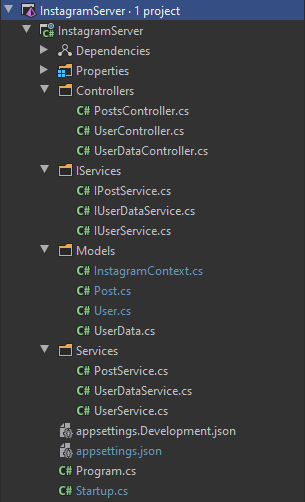 InstagramServer · 1 project
InstagramServer
Dependencies
Properties
Controllers
C# PostsController.cs
C# UserController.cs
C# UserDataController.cs
IServices
C# IPostService.cs
C# IUserDataService.cs
C# IUserService.cs
Models
C# InstagramContext.cs
C# Post.cs
C# User.cs
C# UserData.cs
Services
C# PostService.cs
C# UserDataService.cs
C# UserService.cs
appsettings.Development.json
appsettings.json
C# Program.cs
C# Startup.cs